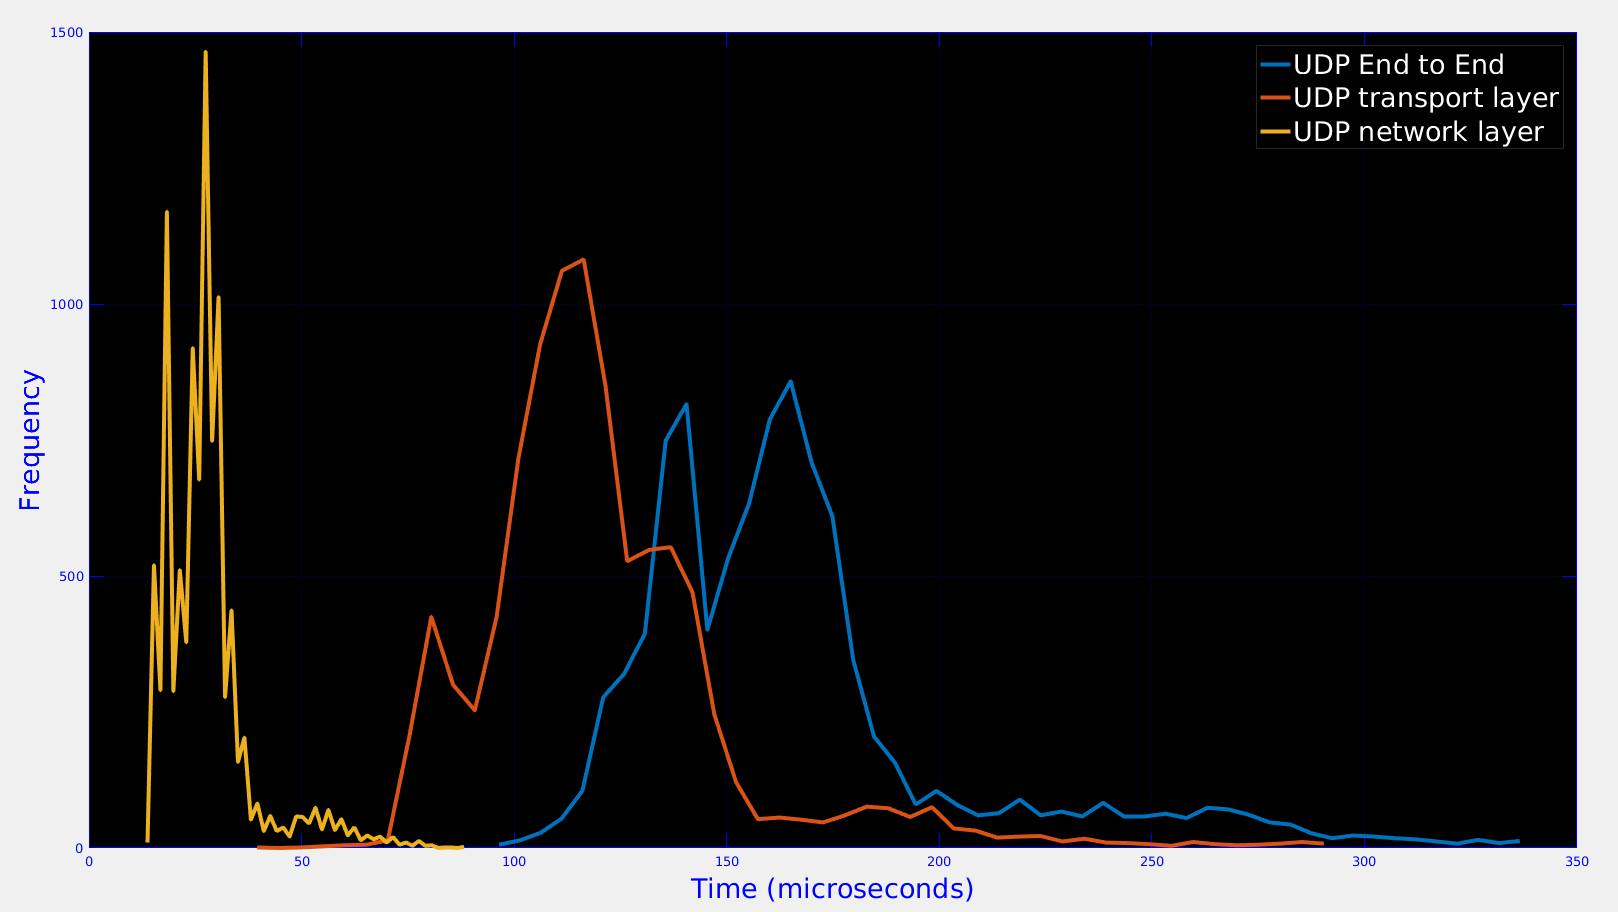 1500
1000
500
0
Frequency
UDP End to End
UDP transport layer
UDP network layer
0 50 100 150 200 250 300 350
Time (microseconds)